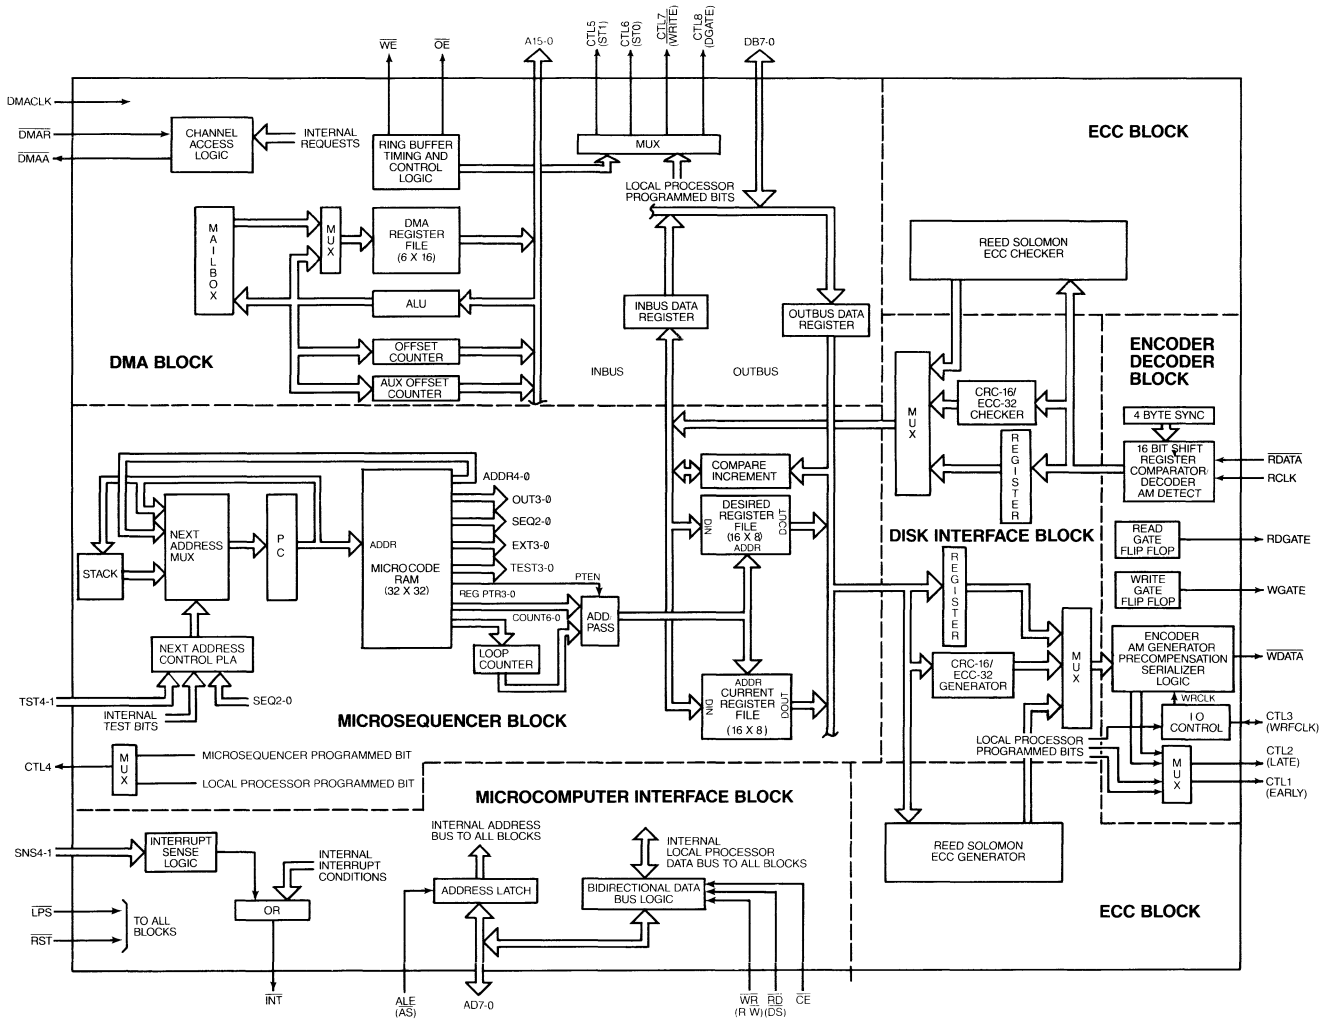 WE
OE
A15-0
CTL5
(ST1)
CTL6
(ST0)
CTL7
(WRITE)
CTL8
(DGATE)
DB7-0
DMACLK
DMAR
DMAA
CHANNEL
ACCESS
LOGIC
INTERNAL
REQUESTS
RING BUFFER
TIMING AND
CONTROL
LOGIC
MUX
LOCAL PROCESSOR
PROGRAMMED BITS
ECC BLOCK
MAILBOX
MUX
DMA
REGISTER
FILE
(6 X 16)
ALU
OFFSET
COUNTER
AUX OFFSET
COUNTER
DMA BLOCK
INBUS DATA
REGISTER
OUTBUS DATA
REGISTER
INBUS
OUTBUS
REED SOLOMON
ECC CHECKER
MUX
CRC-16/
ECC-32
CHECKER
REGISTER
ENCODER
DECODER
BLOCK
4 BYTE SYNC
16 BIT SHIFT
REGISTER
COMPARATOR/
DECODER
AM DETECT
RDATA
RCLK
READ
GATE
FLIP FLOP
RDGATE
WRITE
GATE
FLIP FLOP
WGATE
DISK INTERFACE BLOCK
NEXT
ADDRESS
MUX
PC
STACK
NEXT ADDRESS
CONTROL PLA
ADDR
MICROCODE
RAM
(32 X 32)
ADDR4-0
OUT3-0
SEQ2-0
EXT3-0
TEST3-0
PTEN
REG PTR3-0
COUNT6-0
LOOP
COUNTER
ADD/
PASS
COMPARE
INCREMENT
DESIRED
REGISTER
FILE
(16 X 8)
ADDR
DIN
DOUT
ADDR
CURRENT
REGISTER
FILE
(16 X 8)
DIN
DOUT
TST4-1
INTERNAL
TEST BITS
SEQ2-0
MICROSEQUENCER BLOCK
REGISTER
CRC-16/
ECC-32
GENERATOR
MUX
ENCODER
AM GENERATOR
PRECOMPENSATION
SERIALIZER
LOGIC
WDATA
WRCLK
I O
CONTROL
CTL3
(WRFCLK)
LOCAL PROCESSOR
PROGRAMMED BITS
MUX
CTL2
(LATE)
CTL1
(EARLY)
CTL4
MUX
MICROSEQUENCER PROGRAMMED BIT
LOCAL PROCESSOR PROGRAMMED BIT
MICROCOMPUTER INTERFACE BLOCK
SNS4-1
INTERRUPT
SENSE
LOGIC
INTERNAL
INTERRUPT
CONDITIONS
OR
LPS
RST
TO ALL
BLOCKS
INTERNAL ADDRESS
BUS TO ALL BLOCKS
ADDRESS LATCH
INTERNAL
LOCAL PROCESSOR
DATA BUS TO ALL BLOCKS
BIDIRECTIONAL DATA
BUS LOGIC
REED SOLOMON
ECC GENERATOR
ECC BLOCK
INT
ALE
(AS)
AD7-0
WR
(R W)
RD
(DS)
CE